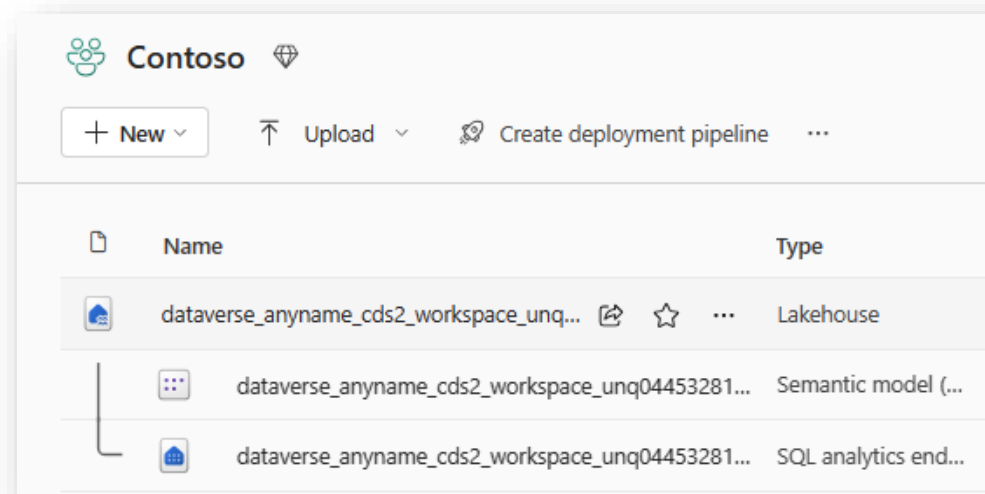 Contoso
New Upload Create deployment pipeline ...
Name Type
dataverse_anyname_cds2_workspace_unq... ... Lakehouse
dataverse_anyname_cds2_workspace_unq04453281... Semantic model (...
dataverse_anyname_cds2_workspace_unq04453281... SQL analytics end...